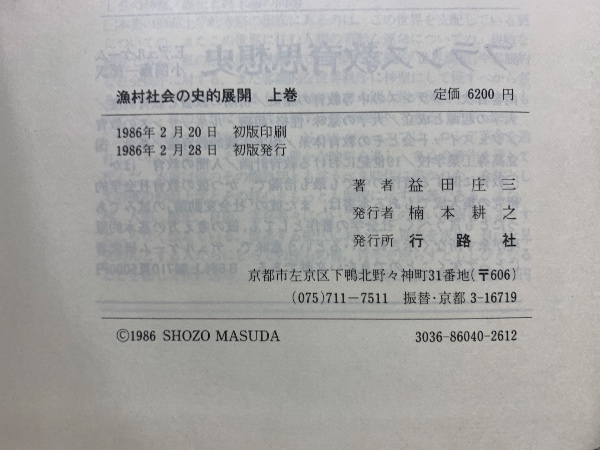 漁村社会の史的展開 上巻 定価 6200 円
1986年 2 月 20 日 初版印刷
1986年 2 月 28 日 初版発行
著者 益田庄三
発行者 楠本耕之
発行所 行路社
京都市左京区下鴨北野々神町31番地(〒606)
(075)711-7511 振替・京都 3-16719
©1986 SHOZO MASUDA 3036-86040-2612